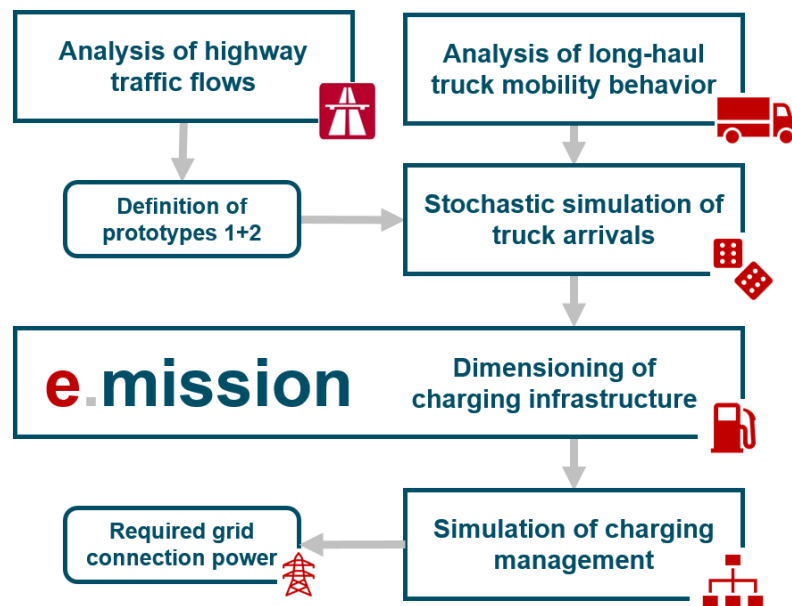 Analysis of highway
traffic flows
Analysis of long-haul
truck mobility behavior
Definition of
prototypes 1+2
Stochastic simulation of
truck arrivals
e.mission
Dimensioning of
charging infrastructure
Required grid
connection power
Simulation of charging
management